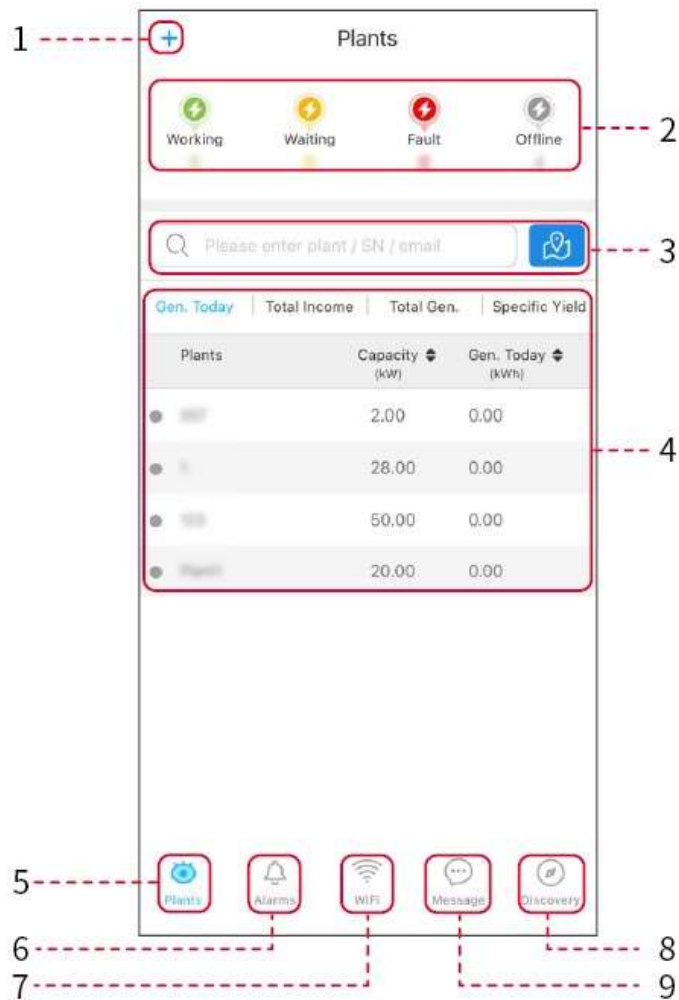 1
Plants
Working Waiting Fault Offline
2
Please enter plant / SN / email
3
Gen. Today Total Income Total Gen. Specific Yield
Plants Capacity Gen. Today
(kW) (kWh)
2.00 0.00
4
28.00 0.00
50.00 0.00
20.00 0.00
5
Plants Alarms WiFi Message Discovery
6 8
7 9